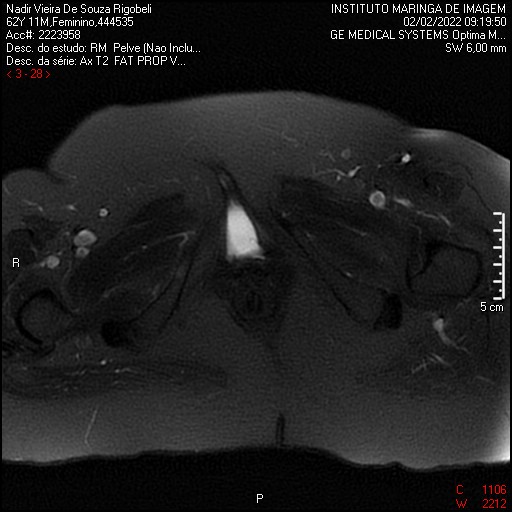 Nadir Vieira De Souza Rigobeli
62Y 11M,Feminino,444535
Acc#: 2223958
Desc. do estudo: RM Pelve (Nao Inclu...
Desc. da série: Ax T2 FAT PROP V...
< 3 - 28 >
INSTITUTO MARINGA DE IMAGEM
02/02/2022 09:19:50
GE MEDICAL SYSTEMS Optima M...
SW 6,00 mm
R
5 cm
P
C 1106
W 2212